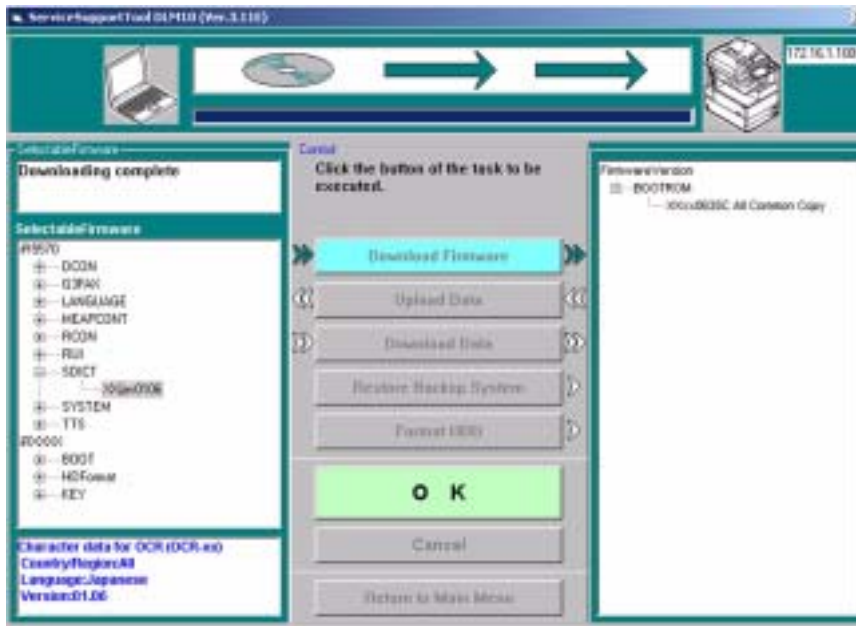 ServiceSupportTool DLM10 (Ver.3.11E)
172.16.1.100
SelectableFirmware
Downloading complete
SelectableFirmware
DCON
G3FAX
LANGUAGE
MEAPCONT
RCON
RUI
SDICT
SYSTEM
TTS
BOOT
HDFormat
KEY
Character data for OCR (OCR-ex)
Country/Region:All
Language:Japanese
Version:01.06
Control
Click the button of the task to be
executed.
Download Firmware
Upload Data
Download Data
Restore Backup System
Format HDD
O K
Cancel
Return to Main Menu
FirmwareVersion
BOOTROM
All Common Copy